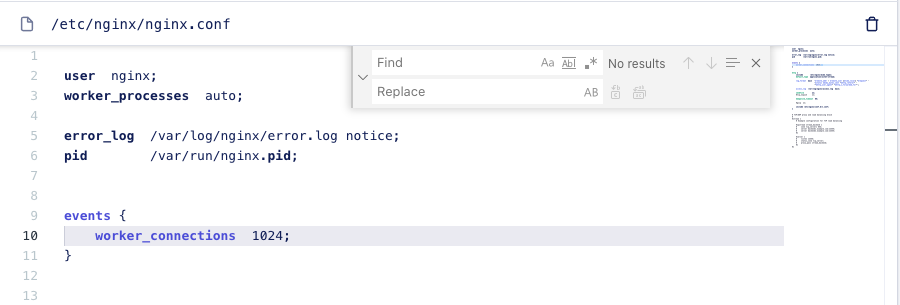 /etc/nginx/nginx.conf
Find Aa Abl .* No results
Replace AB
1
2 user  nginx;
3 worker_processes  auto;
4
5 error_log  /var/log/nginx/error.log notice;
6 pid        /var/run/nginx.pid;
7
8
9 events {
10     worker_connections  1024;
11 }
12
13